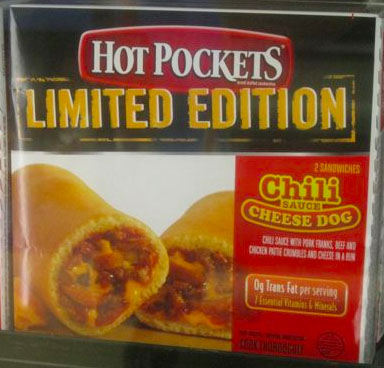 HOT POCKETS
BRAND
LIMITED EDITION
2 SANDWICHES
Chili
SAUCE
CHEESE DOG
CHILI SAUCE WITH PORK FRANKS, BEEF AND
CHICKEN PATTIE CRUMBLES AND CHEESE IN A BUN
0g Trans Fat per serving
7 Essential Vitamins & Minerals
COOK THOROUGHLY